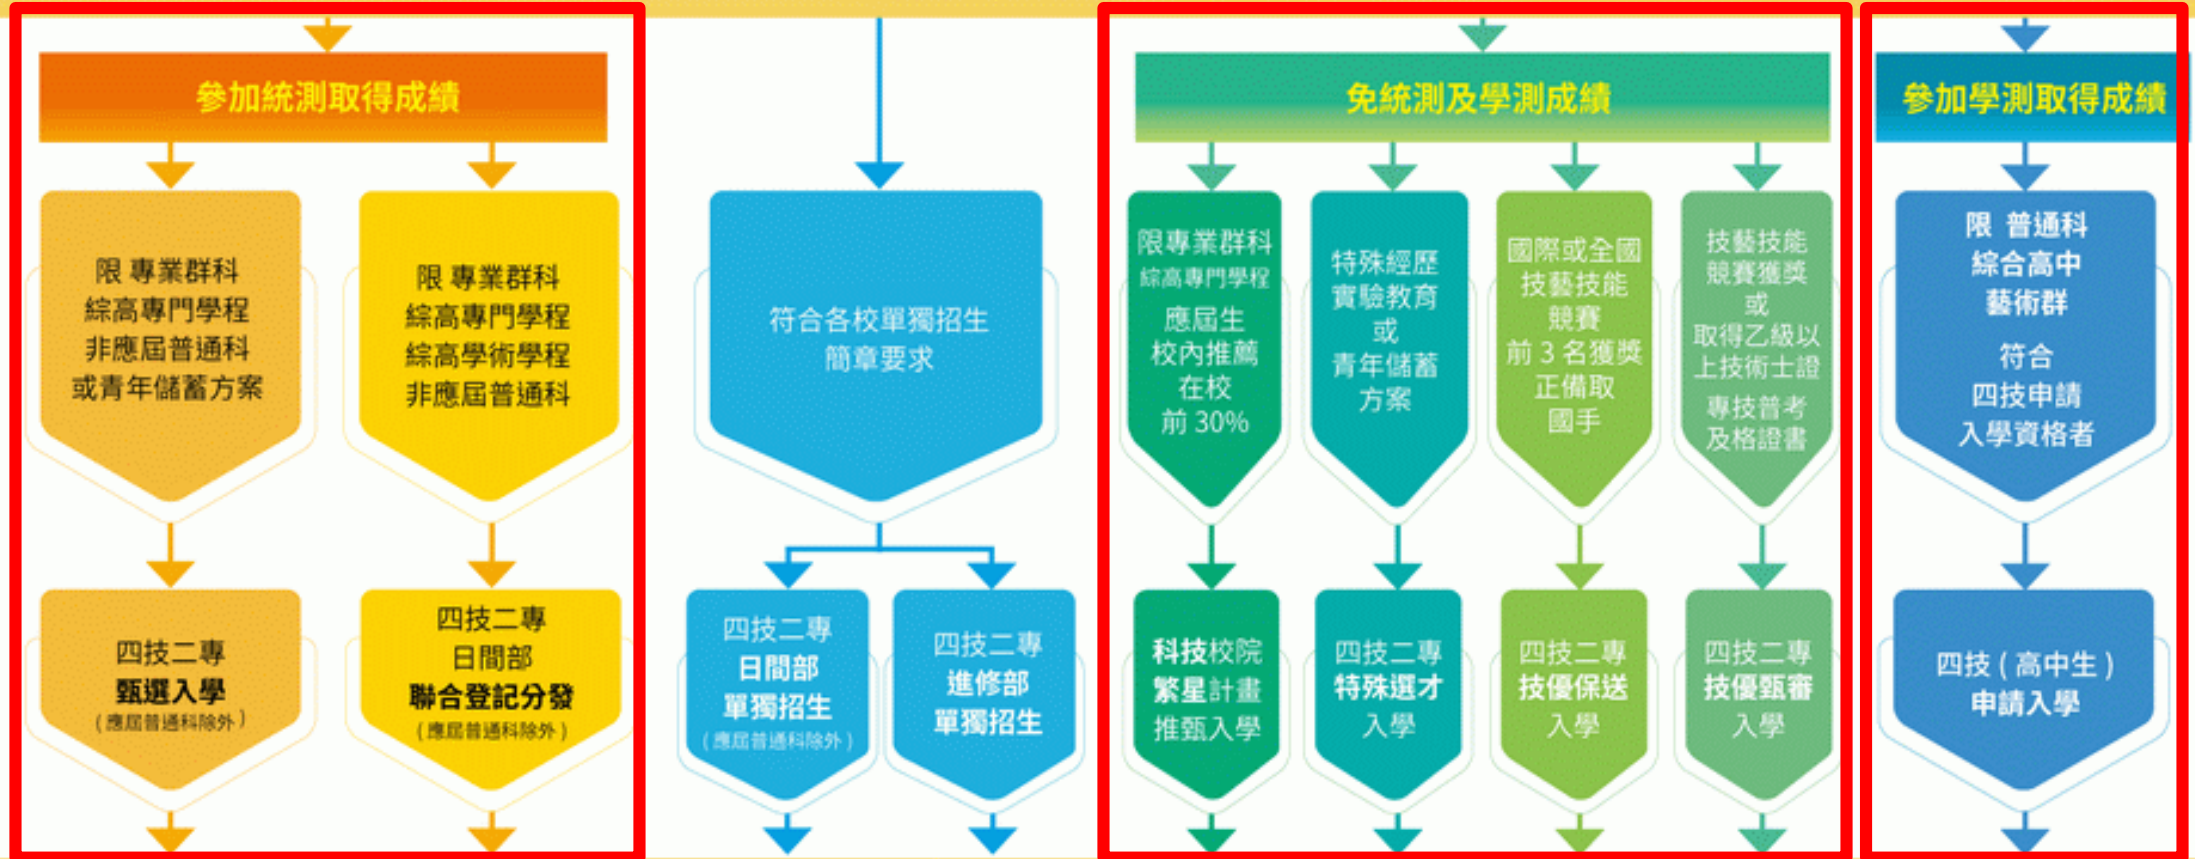 參加統測取得成績
限 專業群科
綜高專門學程
非應屆普通科
或青年儲蓄方案
四技二專
甄選入學
(應屆普通科除外)
限 專業群科
綜高專門學程
綜高學術學程
非應屆普通科
四技二專
日間部
聯合登記分發
(應屆普通科除外)
符合各校單獨招生
簡章要求
四技二專
日間部
單獨招生
(應屆普通科除外)
四技二專
進修部
單獨招生
免統測及學測成績
限專業群科
綜高專門學程
應屆生
校內推薦
在校
前 30%
科技校院
繁星計畫
推甄入學
特殊經歷
實驗教育
或
青年儲蓄
方案
四技二專
特殊選才
入學
國際或全國
技藝技能
競賽
前 3 名獲獎
正備取
國手
四技二專
技優保送
入學
技藝技能
競賽獲獎
或
取得乙級以
上技術士證
專技普考
及格證書
四技二專
技優甄審
入學
參加學測取得成績
限 普通科
綜合高中
藝術群
符合
四技申請
入學資格者
四技 ( 高中生 )
申請入學